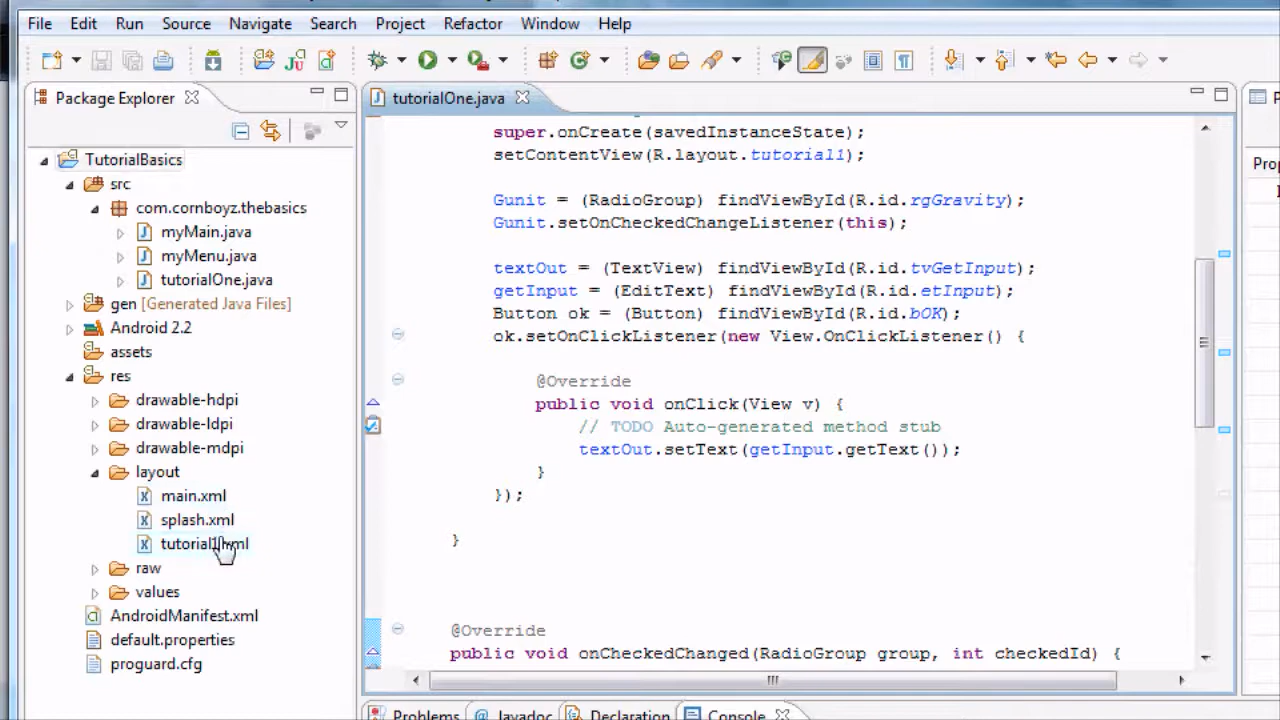 File Edit Run Source Navigate Search Project Refactor Window Help
Package Explorer
TutorialBasics
src
com.cornboyz.thebasics
myMain.java
myMenu.java
tutorialOne.java
gen [Generated Java Files]
Android 2.2
assets
res
drawable-hdpi
drawable-ldpi
drawable-mdpi
layout
main.xml
splash.xml
tutorial1.xml
raw
values
AndroidManifest.xml
default.properties
proguard.cfg
tutorialOne.java
super.onCreate(savedInstanceState);
setContentView(R.layout.tutorial1);
Gunit = (RadioGroup) findViewById(R.id.rgGravity);
Gunit.setOnCheckedChangeListener(this);
textOut = (TextView) findViewById(R.id.tvGetInput);
getInput = (EditText) findViewById(R.id.etInput);
Button ok = (Button) findViewById(R.id.bOK);
ok.setOnClickListener(new View.OnClickListener() {
@Override
public void onClick(View v) {
// TODO Auto-generated method stub
textOut.setText(getInput.getText());
}
});
}
@Override
public void onCheckedChanged(RadioGroup group, int checkedId) {
Problems Javadoc Declaration Console